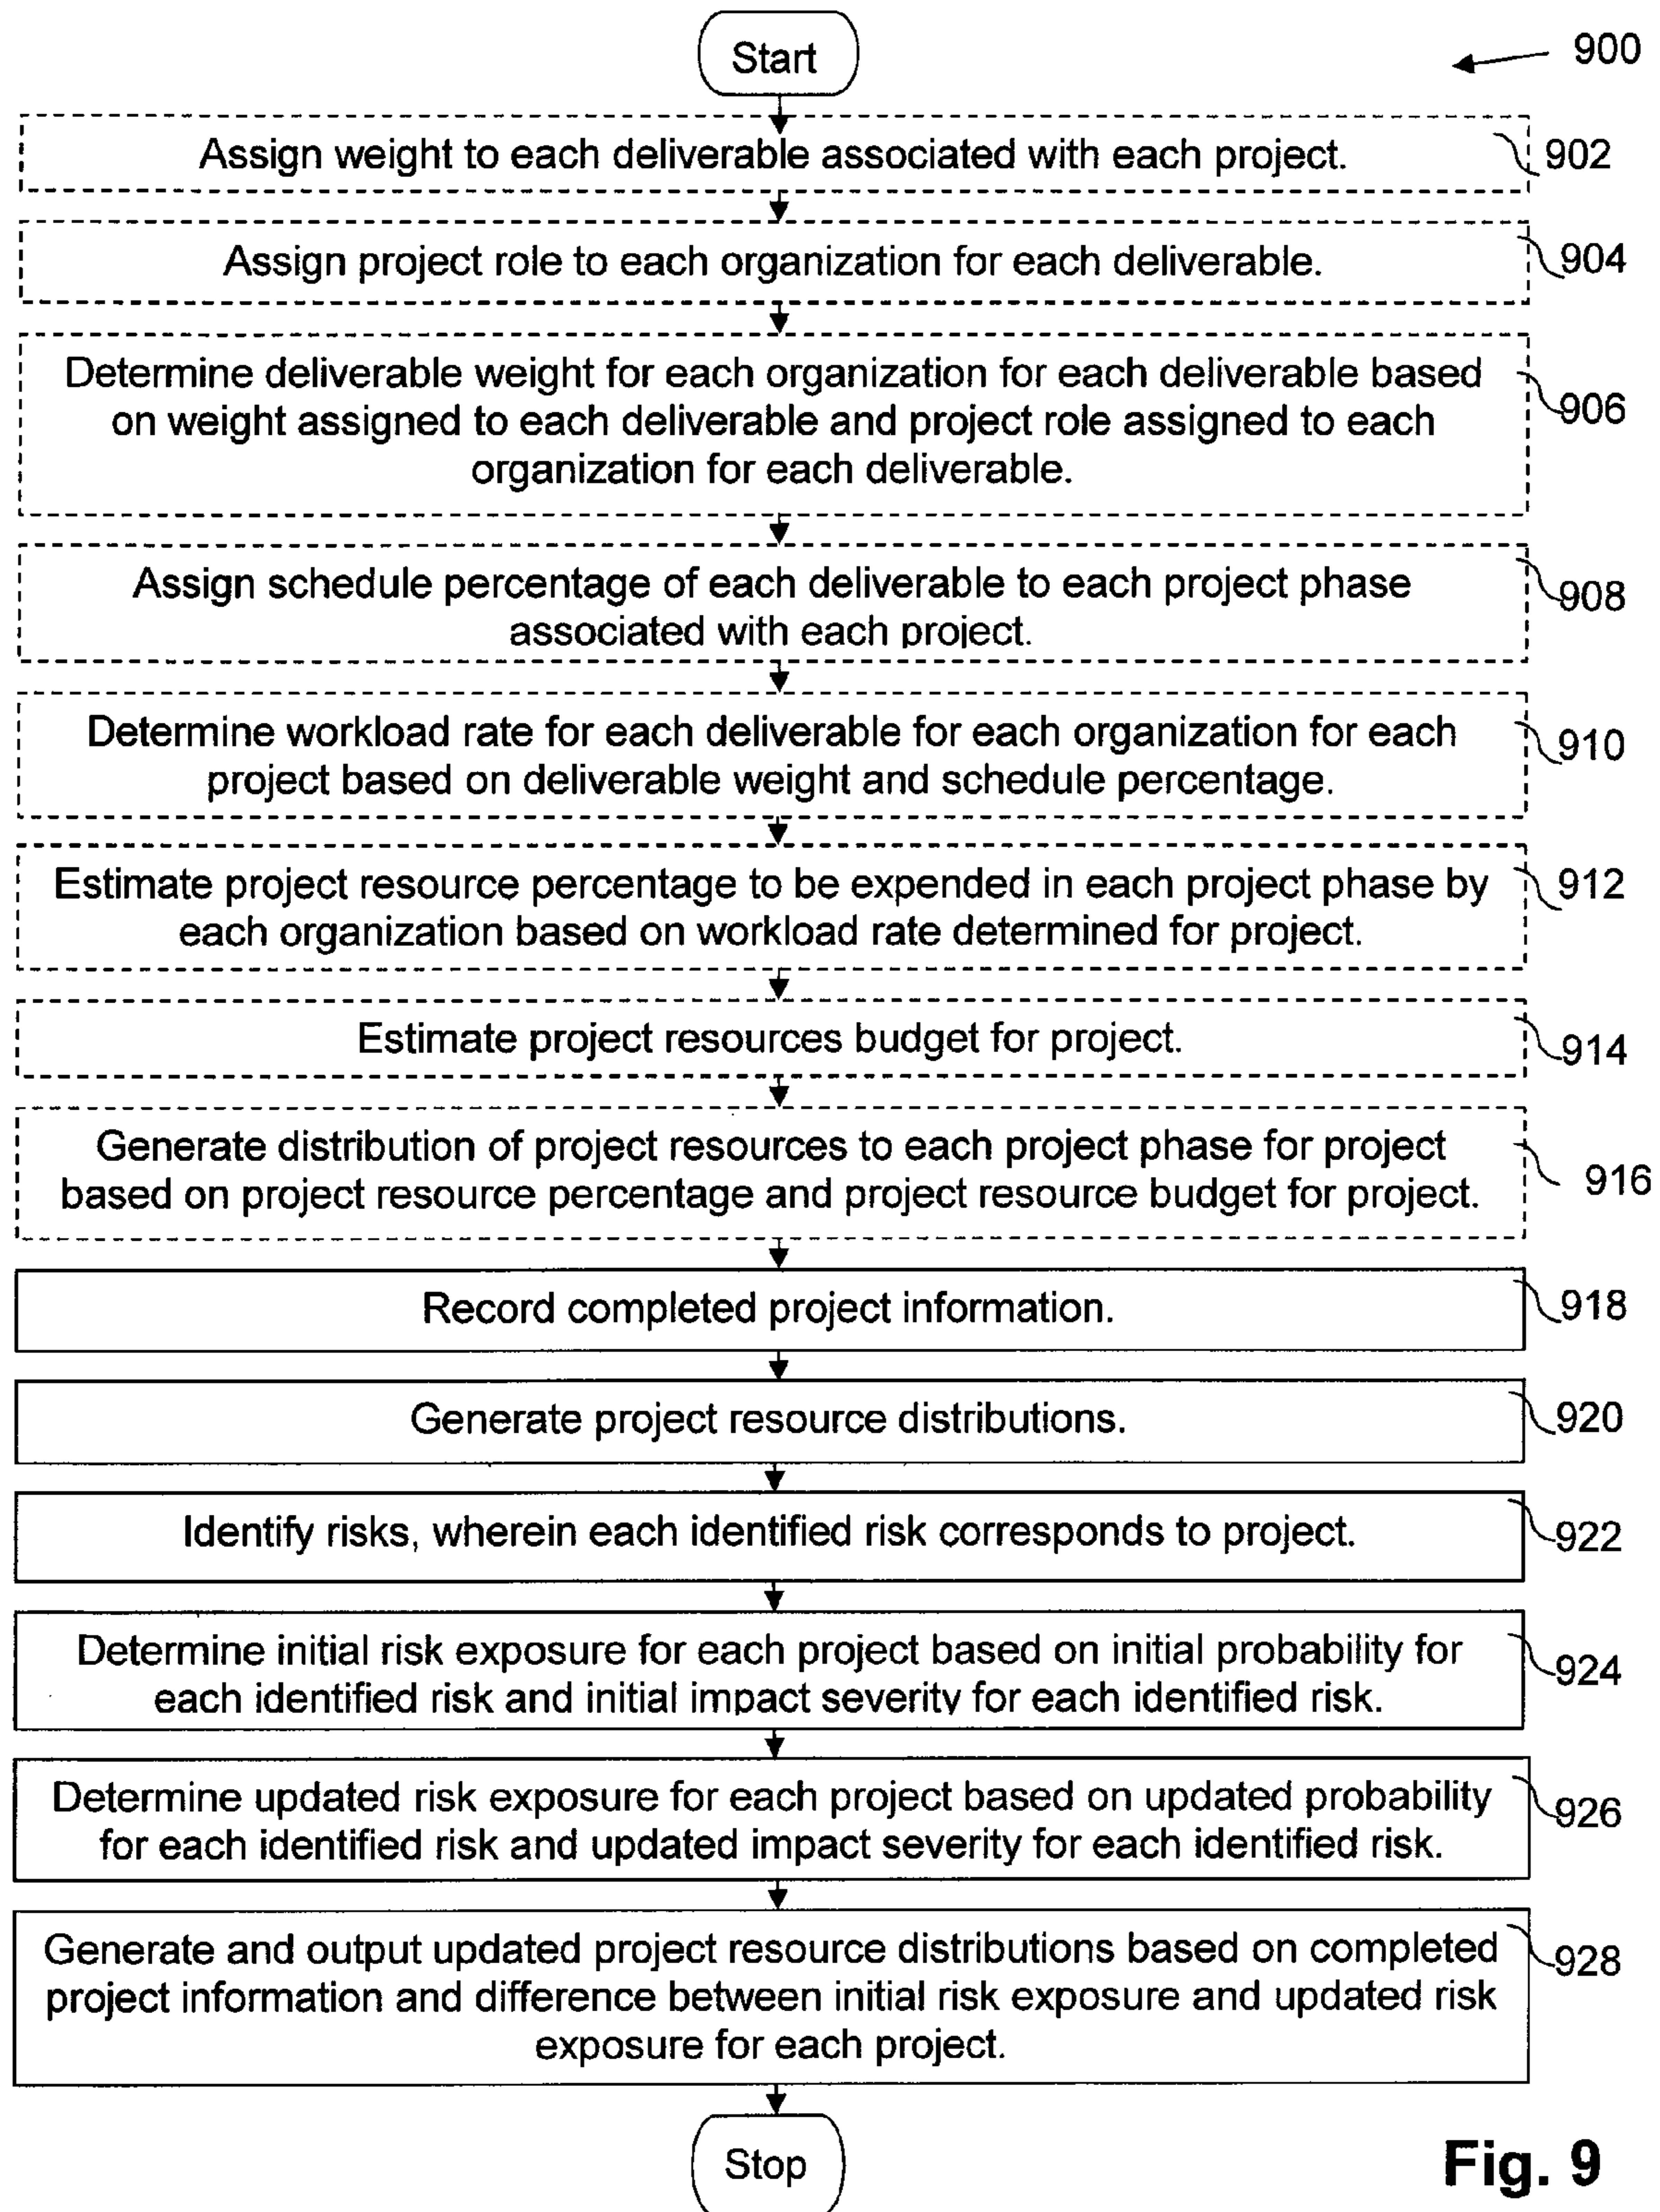 Start
900
Assign weight to each deliverable associated with each project.
902
Assign project role to each organization for each deliverable.
904
Determine deliverable weight for each organization for each deliverable based
on weight assigned to each deliverable and project role assigned to each
organization for each deliverable.
906
Assign schedule percentage of each deliverable to each project phase
associated with each project.
908
Determine workload rate for each deliverable for each organization for each
project based on deliverable weight and schedule percentage.
910
Estimate project resource percentage to be expended in each project phase by
each organization based on workload rate determined for project.
912
Estimate project resources budget for project.
914
Generate distribution of project resources to each project phase for project
based on project resource percentage and project resource budget for project.
916
Record completed project information.
918
Generate project resource distributions.
920
Identify risks, wherein each identified risk corresponds to project.
922
Determine initial risk exposure for each project based on initial probability for
each identified risk and initial impact severity for each identified risk.
924
Determine updated risk exposure for each project based on updated probability
for each identified risk and updated impact severity for each identified risk.
926
Generate and output updated project resource distributions based on completed
project information and difference between initial risk exposure and updated risk
exposure for each project.
928
Stop
Fig. 9